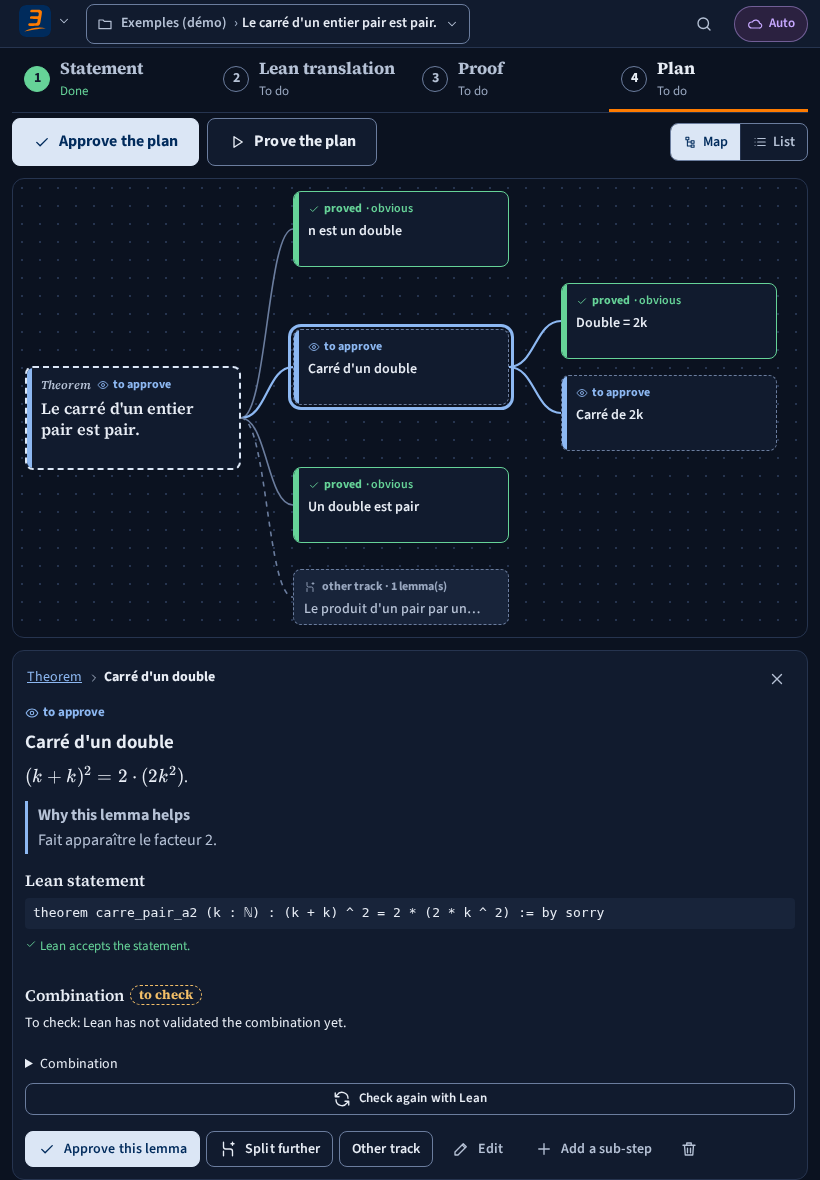 Exemples (démo) › Le carré d'un entier pair est pair.
Auto
1 Statement
Done
2 Lean translation
To do
3 Proof
To do
4 Plan
To do
Approve the plan
Prove the plan
Map
List
proved · obvious
n est un double
proved · obvious
Double = 2k
to approve
Carré d'un double
Theorem to approve
Le carré d'un entier
pair est pair.
to approve
Carré de 2k
proved · obvious
Un double est pair
other track · 1 lemma(s)
Le produit d'un pair par un…
Theorem › Carré d'un double
to approve
Carré d'un double
(k + k)² = 2 · (2k²).
Why this lemma helps
Fait apparaître le facteur 2.
Lean statement
theorem carre_pair_a2 (k : ℕ) : (k + k) ^ 2 = 2 * (2 * k ^ 2) := by sorry
Lean accepts the statement.
Combination to check
To check: Lean has not validated the combination yet.
Combination
Check again with Lean
Approve this lemma
Split further
Other track
Edit
Add a sub-step